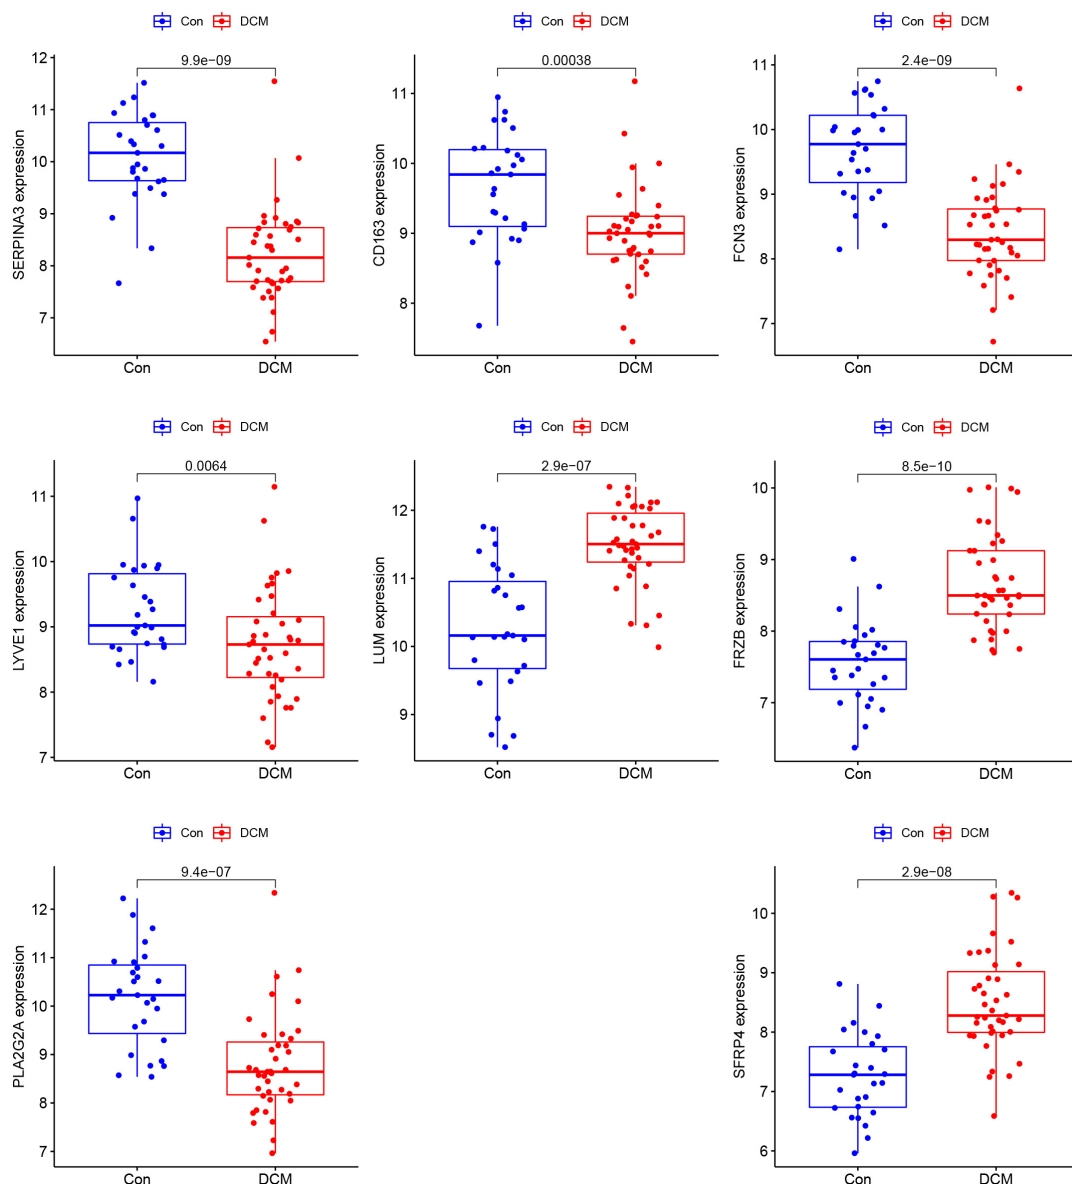 Con DCM
9.9e−09
SERPINA3 expression
12
11
10
9
8
7
Con DCM
Con DCM
0.00038
CD163 expression
11
10
9
8
Con DCM
Con DCM
2.4e−09
FCN3 expression
11
10
9
8
7
Con DCM
Con DCM
0.0064
LYVE1 expression
11
10
9
8
7
Con DCM
Con DCM
2.9e−07
LUM expression
12
11
10
9
Con DCM
Con DCM
8.5e−10
FRZB expression
10
9
8
7
Con DCM
Con DCM
9.4e−07
PLA2G2A expression
12
11
10
9
8
7
Con DCM
Con DCM
2.9e−08
SFRP4 expression
10
9
8
7
6
Con DCM